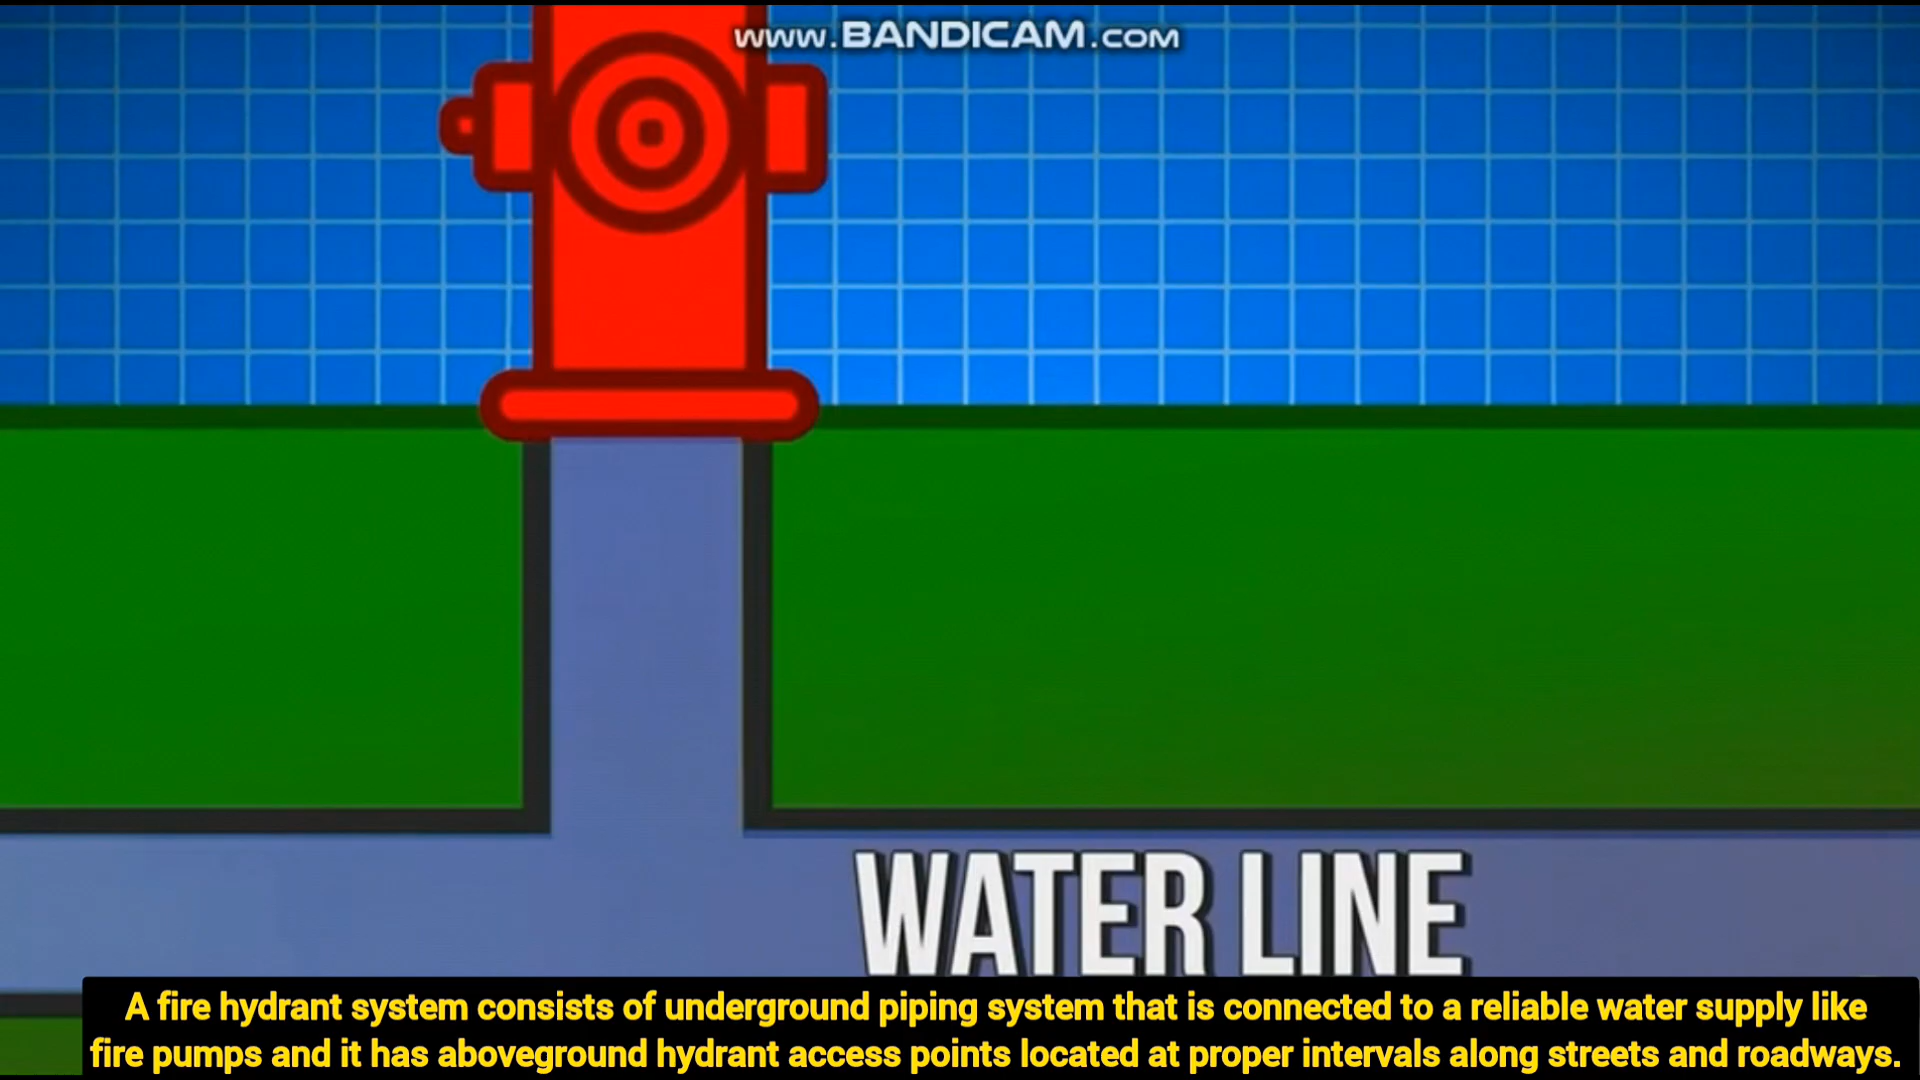 www.BANDICAM.COM
WATER LINE
A fire hydrant system consists of underground piping system that is connected to a reliable water supply like
fire pumps and it has aboveground hydrant access points located at proper intervals along streets and roadways.